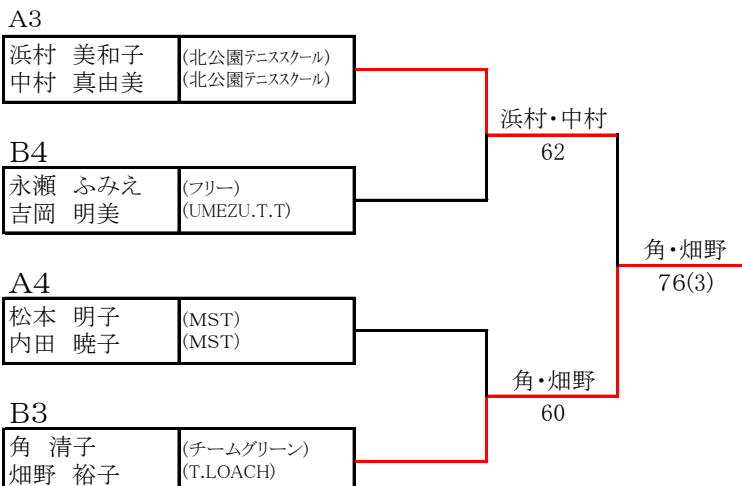 A3
浜村 美和子 (北公園テニススクール)
中村 真由美 (北公園テニススクール)
浜村・中村
62
B4
永瀬 ふみえ (フリー)
吉岡 明美 (UMEZU.T.T)
角・畑野
76(3)
A4
松本 明子 (MST)
内田 暁子 (MST)
角・畑野
60
B3
角 清子 (チームグリーン)
畑野 裕子 (T.LOACH)